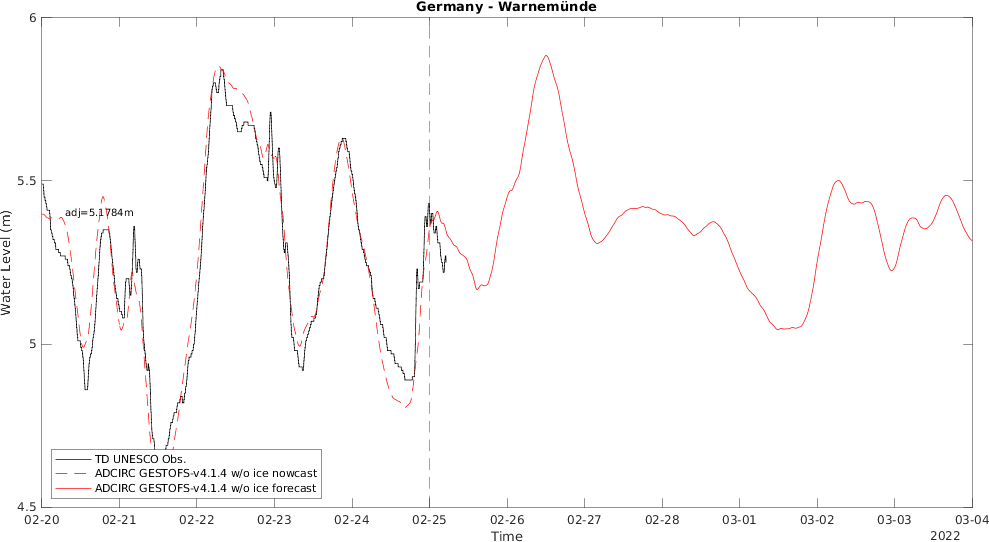 Germany - Warnemünde
6
5.5
5
4.5
Water Level (m)
adj=5.1784m
TD UNESCO Obs.
ADCIRC GESTOFS-v4.1.4 w/o ice nowcast
ADCIRC GESTOFS-v4.1.4 w/o ice forecast
02-20 02-21 02-22 02-23 02-24 02-25 02-26 02-27 02-28 03-01 03-02 03-03 03-04
Time
2022